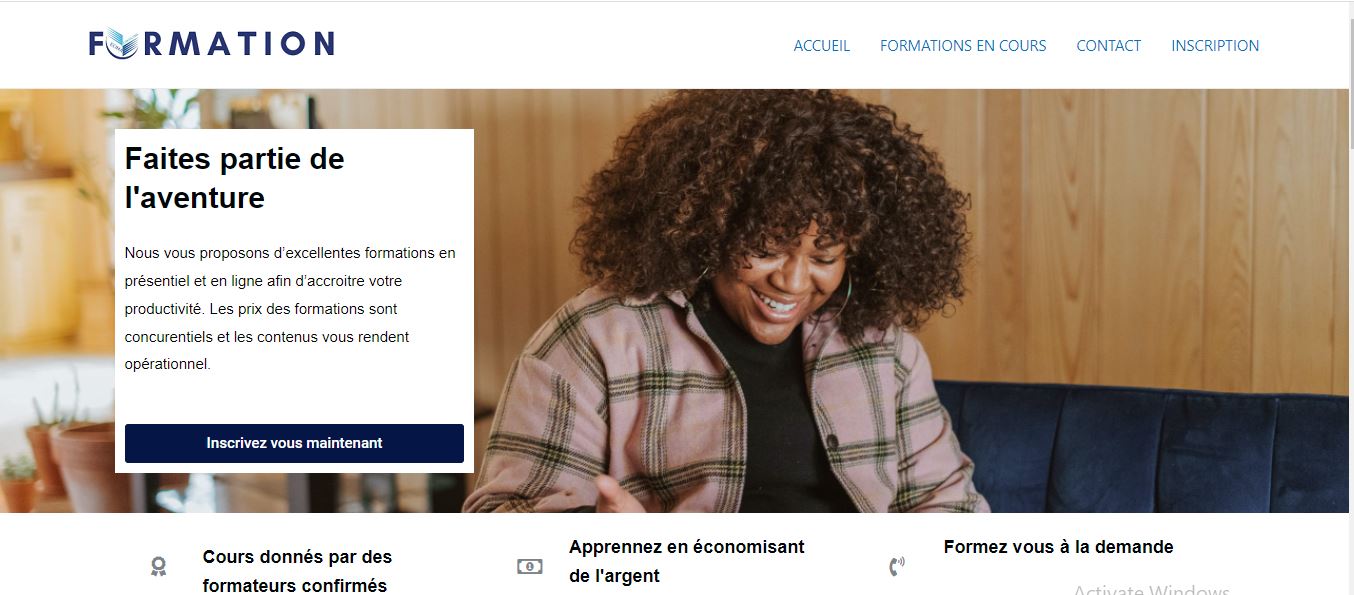 FORMATION
ACCUEIL FORMATIONS EN COURS CONTACT INSCRIPTION
Faites partie de
l'aventure
Nous vous proposons d’excellentes formations en
présentiel et en ligne afin d’accroitre votre
productivité. Les prix des formations sont
concurentiels et les contenus vous rendent
opérationnel.
Inscrivez vous maintenant
Cours donnés par des
formateurs confirmés
Apprennez en économisant
de l'argent
Formez vous à la demande
Activate Windows